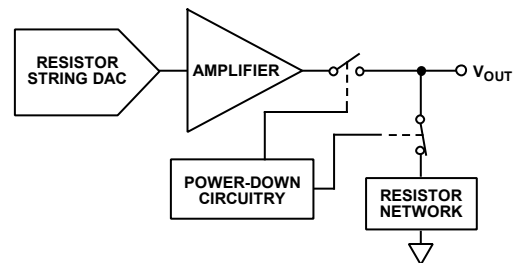 RESISTOR
STRING DAC
AMPLIFIER
VOUT
POWER-DOWN
CIRCUITRY
RESISTOR
NETWORK